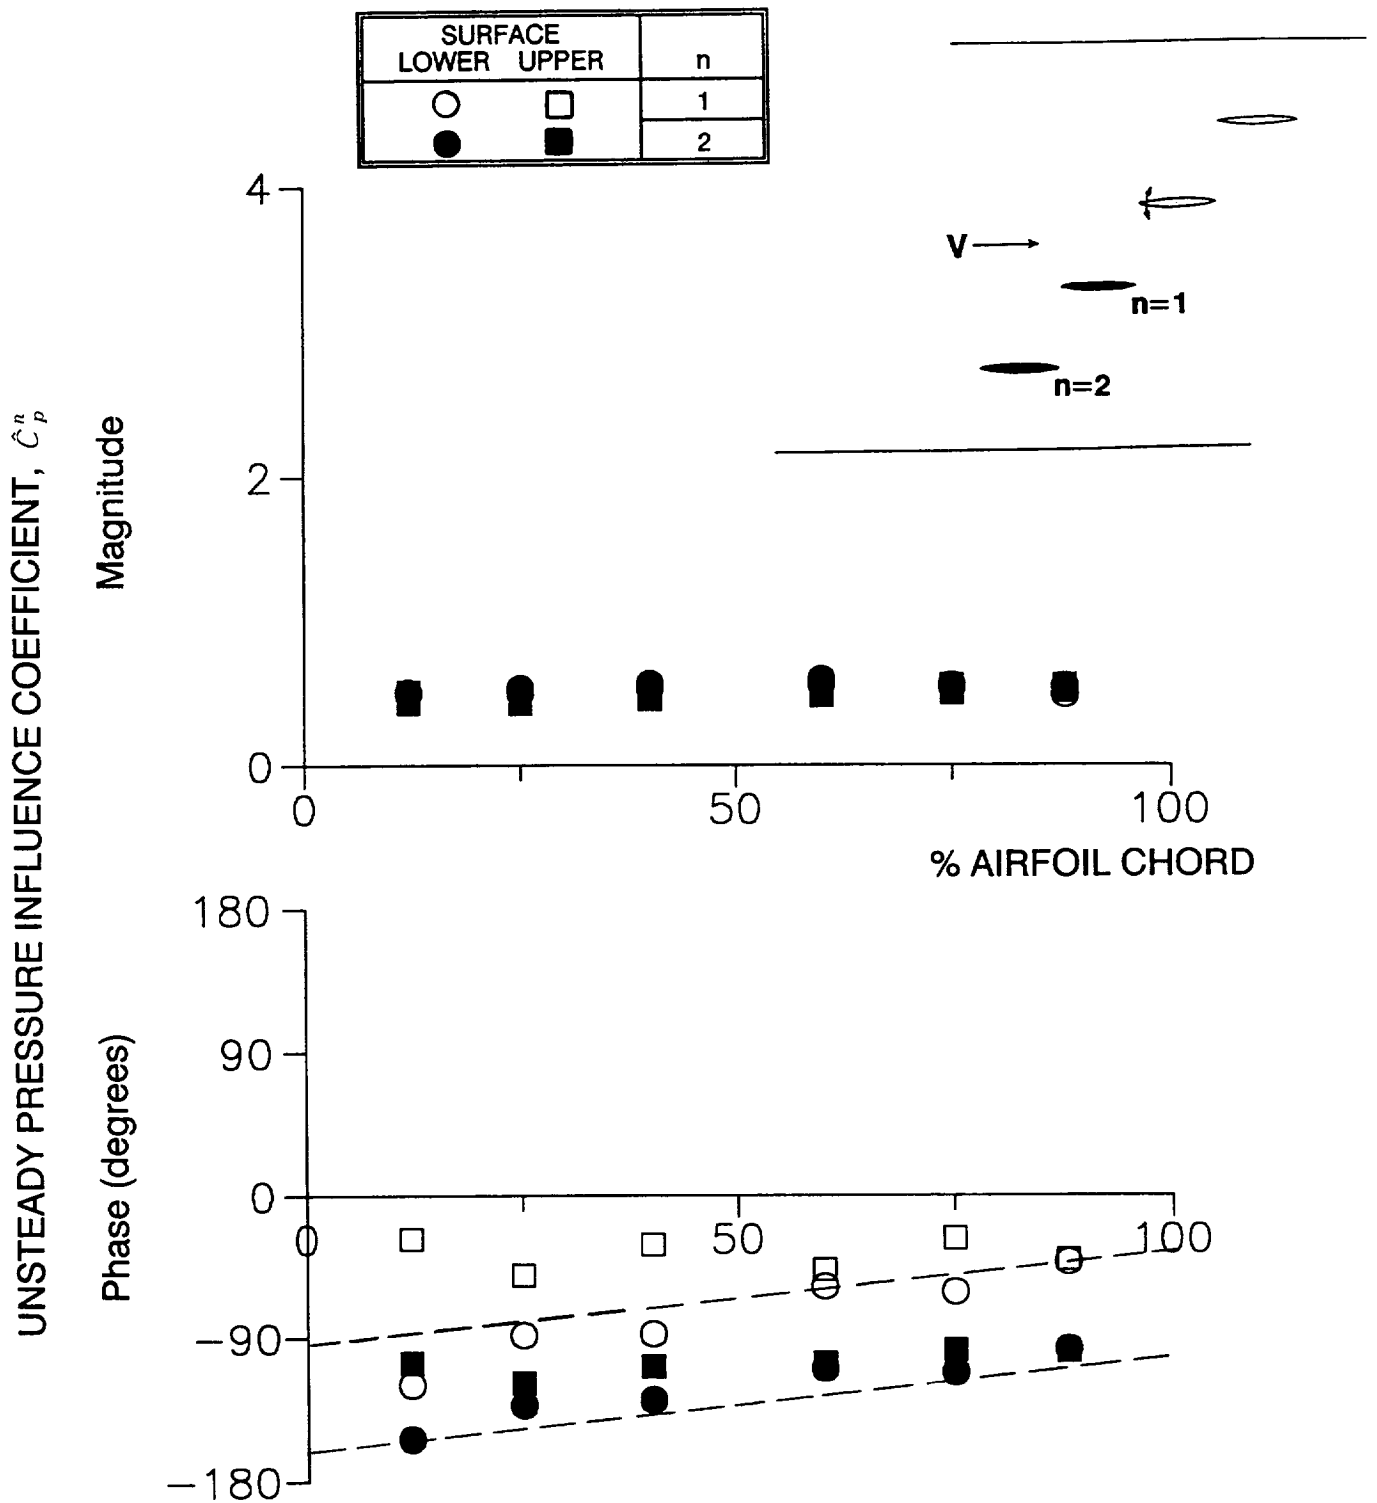 SURFACE
LOWER UPPER n
1
2
4
2
0
0 50 100
% AIRFOIL CHORD
V
n=1
n=2
UNSTEADY PRESSURE INFLUENCE COEFFICIENT, Ĉₚⁿ
Magnitude
180
90
0
0 50 100
-90
-180
Phase (degrees)